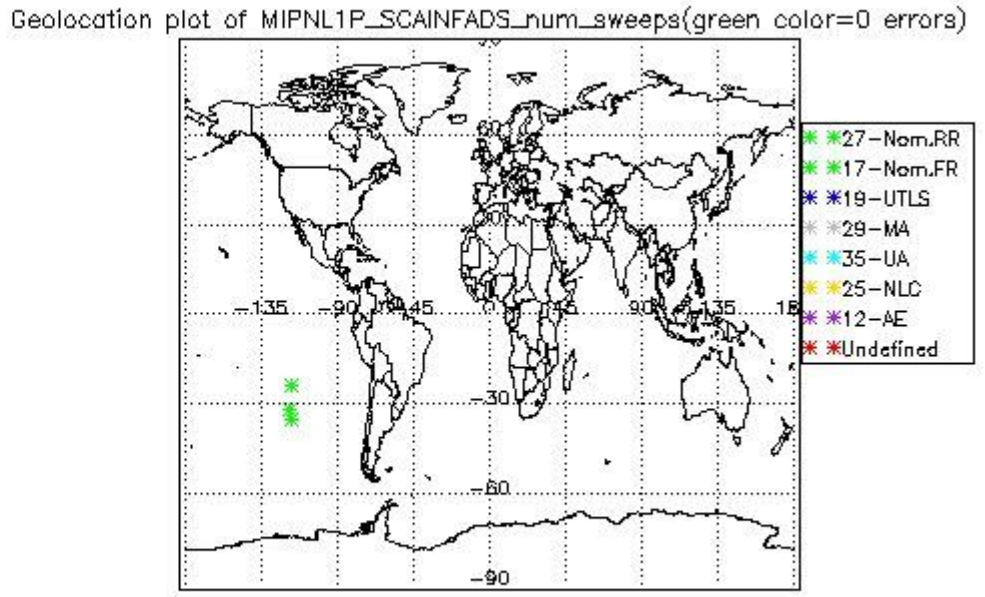 Geolocation plot of MIPNL1P_SCAINFADS_num_sweeps(green color=0 errors)
27-Nom.RR
17-Nom.FR
19-UTLS
29-MA
35-UA
25-NLC
12-AE
Undefined
-135 -90 -45 0 45 90 135
-30
-60
-90